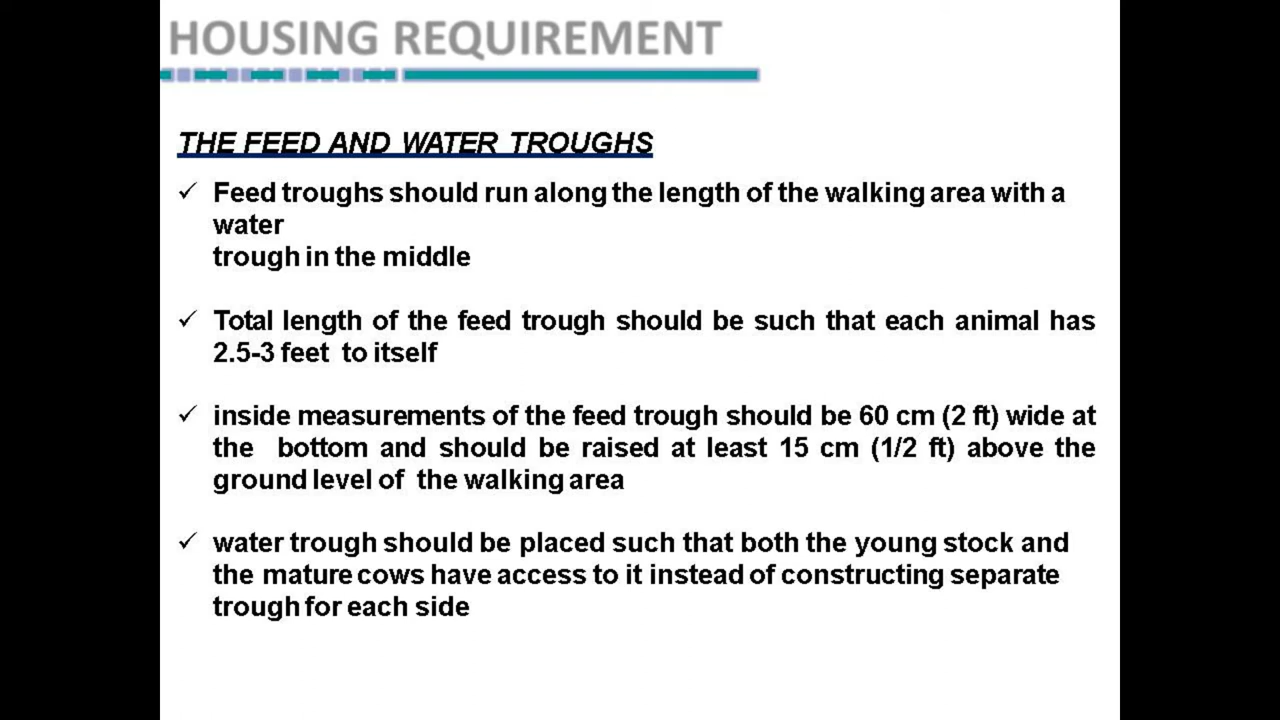 HOUSING REQUIREMENT
THE FEED AND WATER TROUGHS
✓ Feed troughs should run along the length of the walking area with a
water
trough in the middle
✓ Total length of the feed trough should be such that each animal has
2.5-3 feet to itself
✓ inside measurements of the feed trough should be 60 cm (2 ft) wide at
the bottom and should be raised at least 15 cm (1/2 ft) above the
ground level of the walking area
✓ water trough should be placed such that both the young stock and
the mature cows have access to it instead of constructing separate
trough for each side